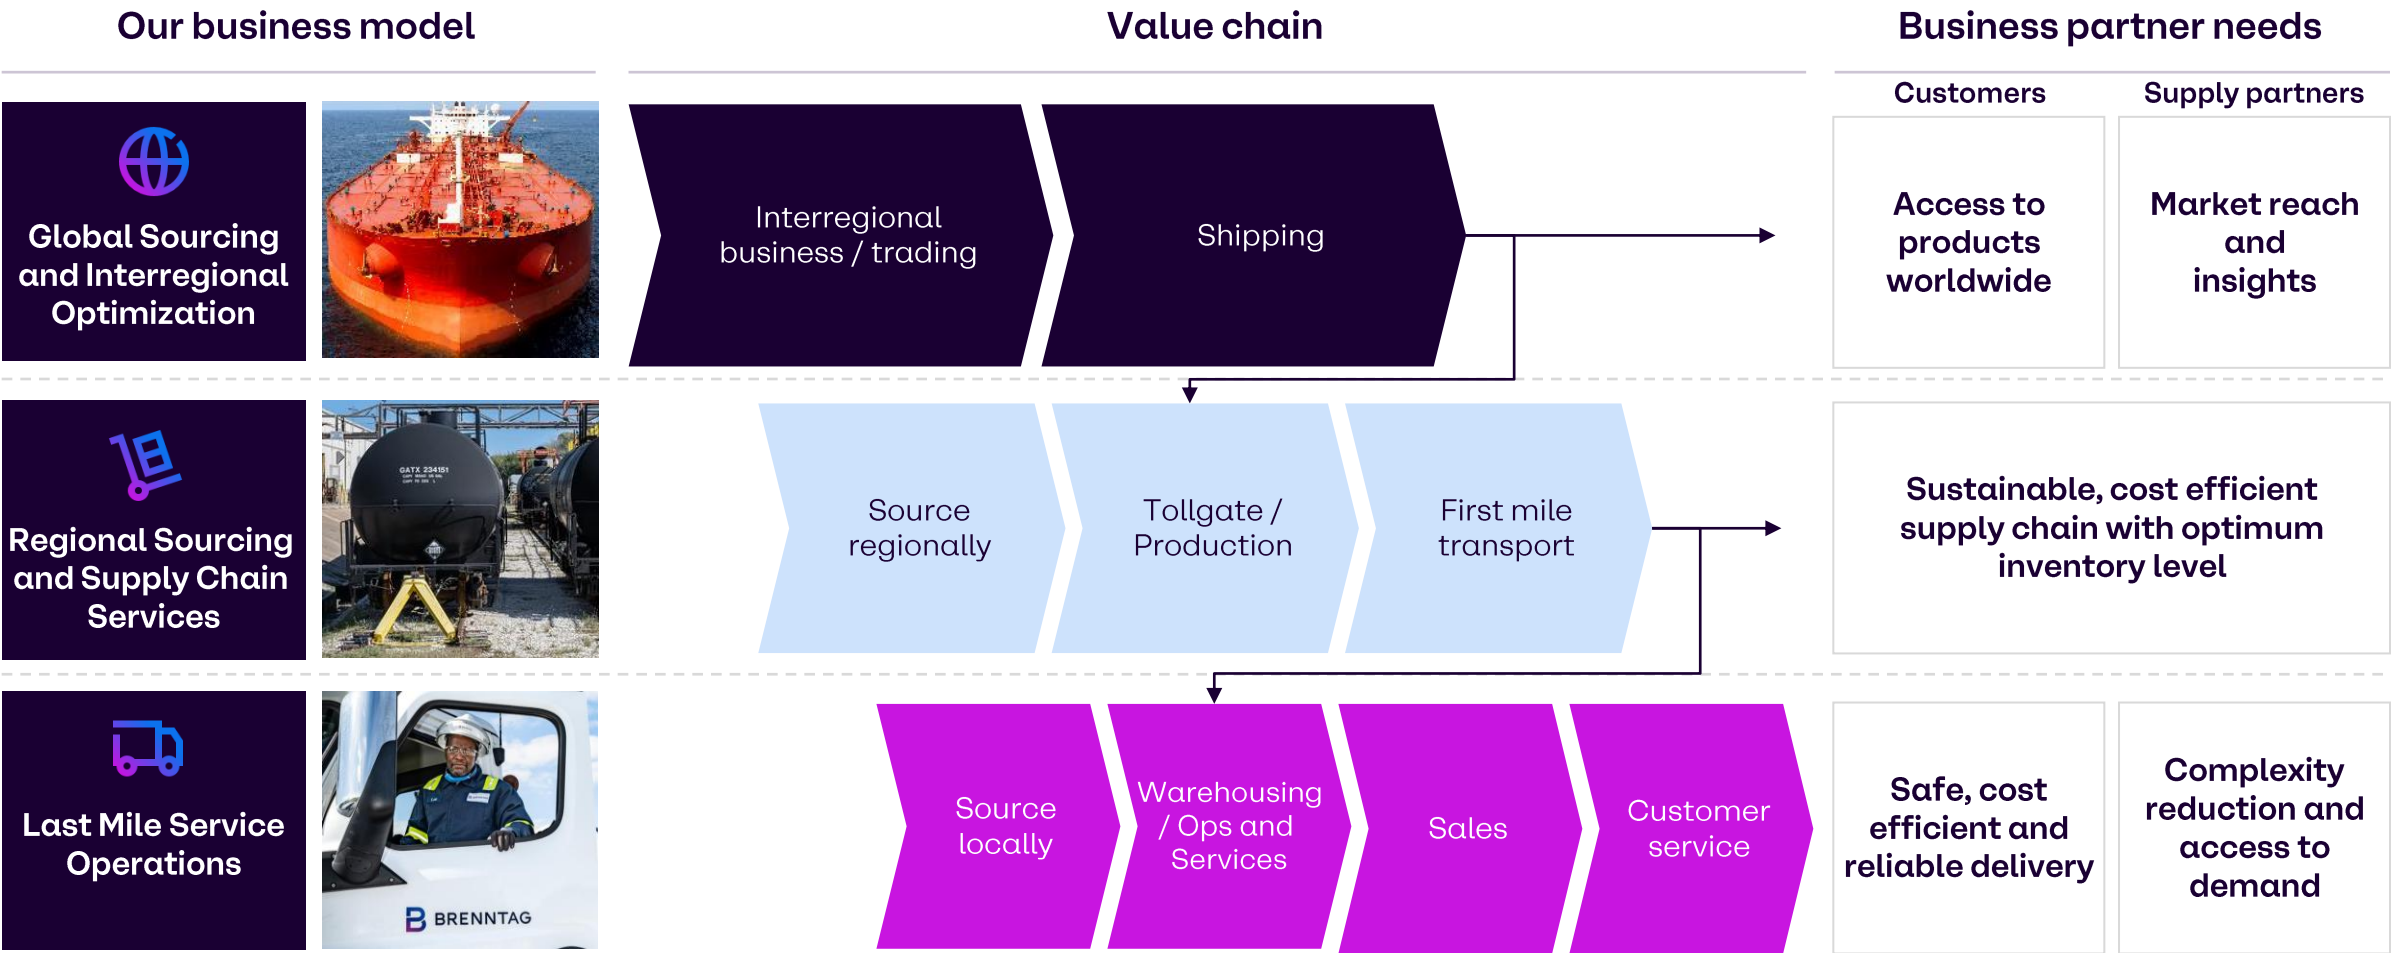 Our business model
Value chain
Business partner needs
Customers
Supply partners
Global Sourcing
and Interregional
Optimization
Interregional
business / trading
Shipping
Access to
products
worldwide
Market reach
and
insights
Regional Sourcing
and Supply Chain
Services
GATX 234151
Source
regionally
Tollgate /
Production
First mile
transport
Sustainable, cost efficient
supply chain with optimum
inventory level
Last Mile Service
Operations
BRENNTAG
Source
locally
Warehousing
/ Ops and
Services
Sales
Customer
service
Safe, cost
efficient and
reliable delivery
Complexity
reduction and
access to
demand